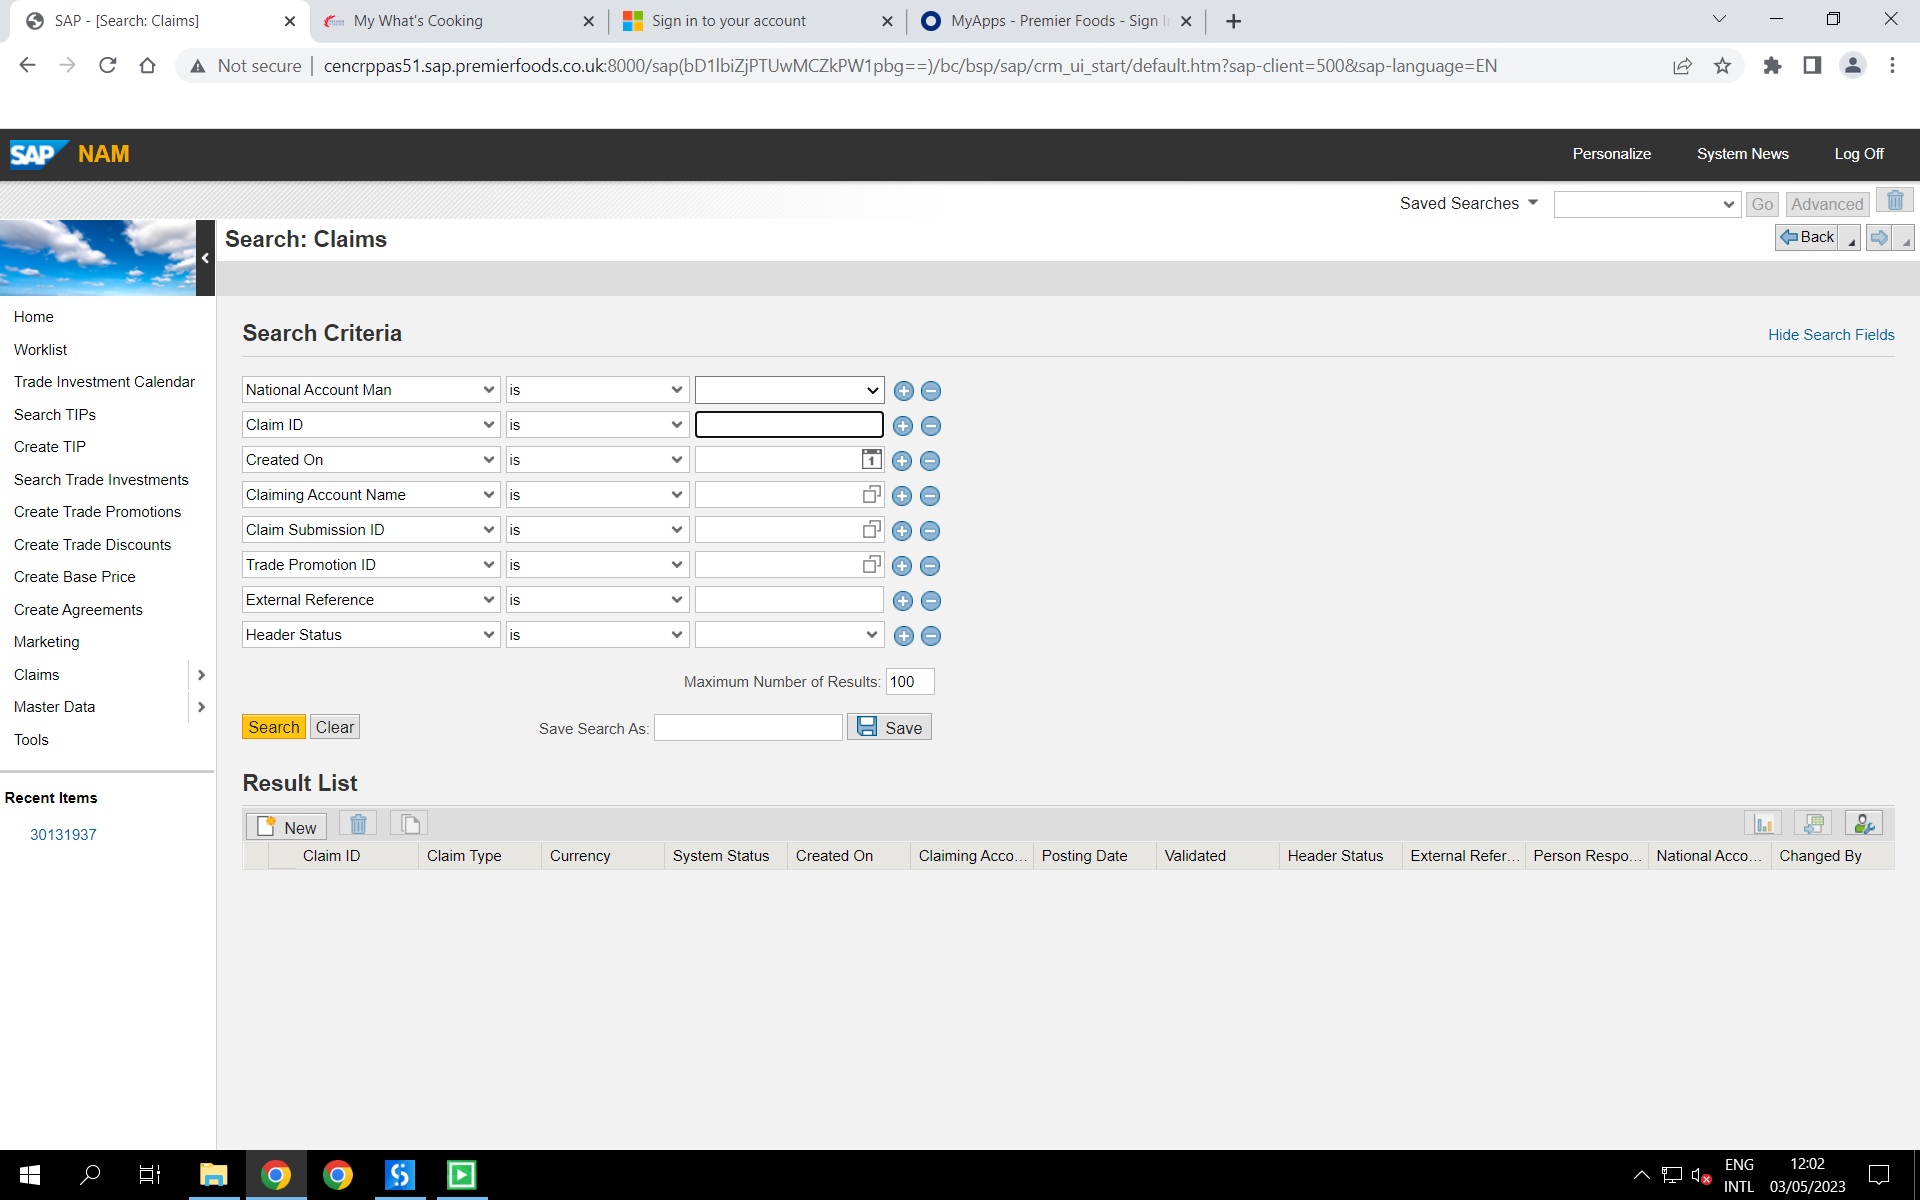 SAP - [Search: Claims]
My What's Cooking
Sign in to your account
MyApps - Premier Foods - Sign I
Not secure
cencrppas51.sap.premierfoods.co.uk:8000/sap(bD1lbiZjPTUwMCZkPW1pbg==)/bc/bsp/sap/crm_ui_start/default.htm?sap-client=500&sap-language=EN
SAP NAM
Personalize
System News
Log Off
Saved Searches
Go
Advanced
Search: Claims
Back
Home
Worklist
Trade Investment Calendar
Search TIPs
Create TIP
Search Trade Investments
Create Trade Promotions
Create Trade Discounts
Create Base Price
Create Agreements
Marketing
Claims
Master Data
Tools
Recent Items
30131937
Search Criteria
Hide Search Fields
National Account Man is
Claim ID is
Created On is 1
Claiming Account Name is
Claim Submission ID is
Trade Promotion ID is
External Reference is
Header Status is
Maximum Number of Results: 100
Search Clear
Save Search As: Save
Result List
New
Claim ID Claim Type Currency System Status Created On Claiming Acco... Posting Date Validated Header Status External Refer... Person Respo... National Acco... Changed By
ENG
INTL
12:02
03/05/2023